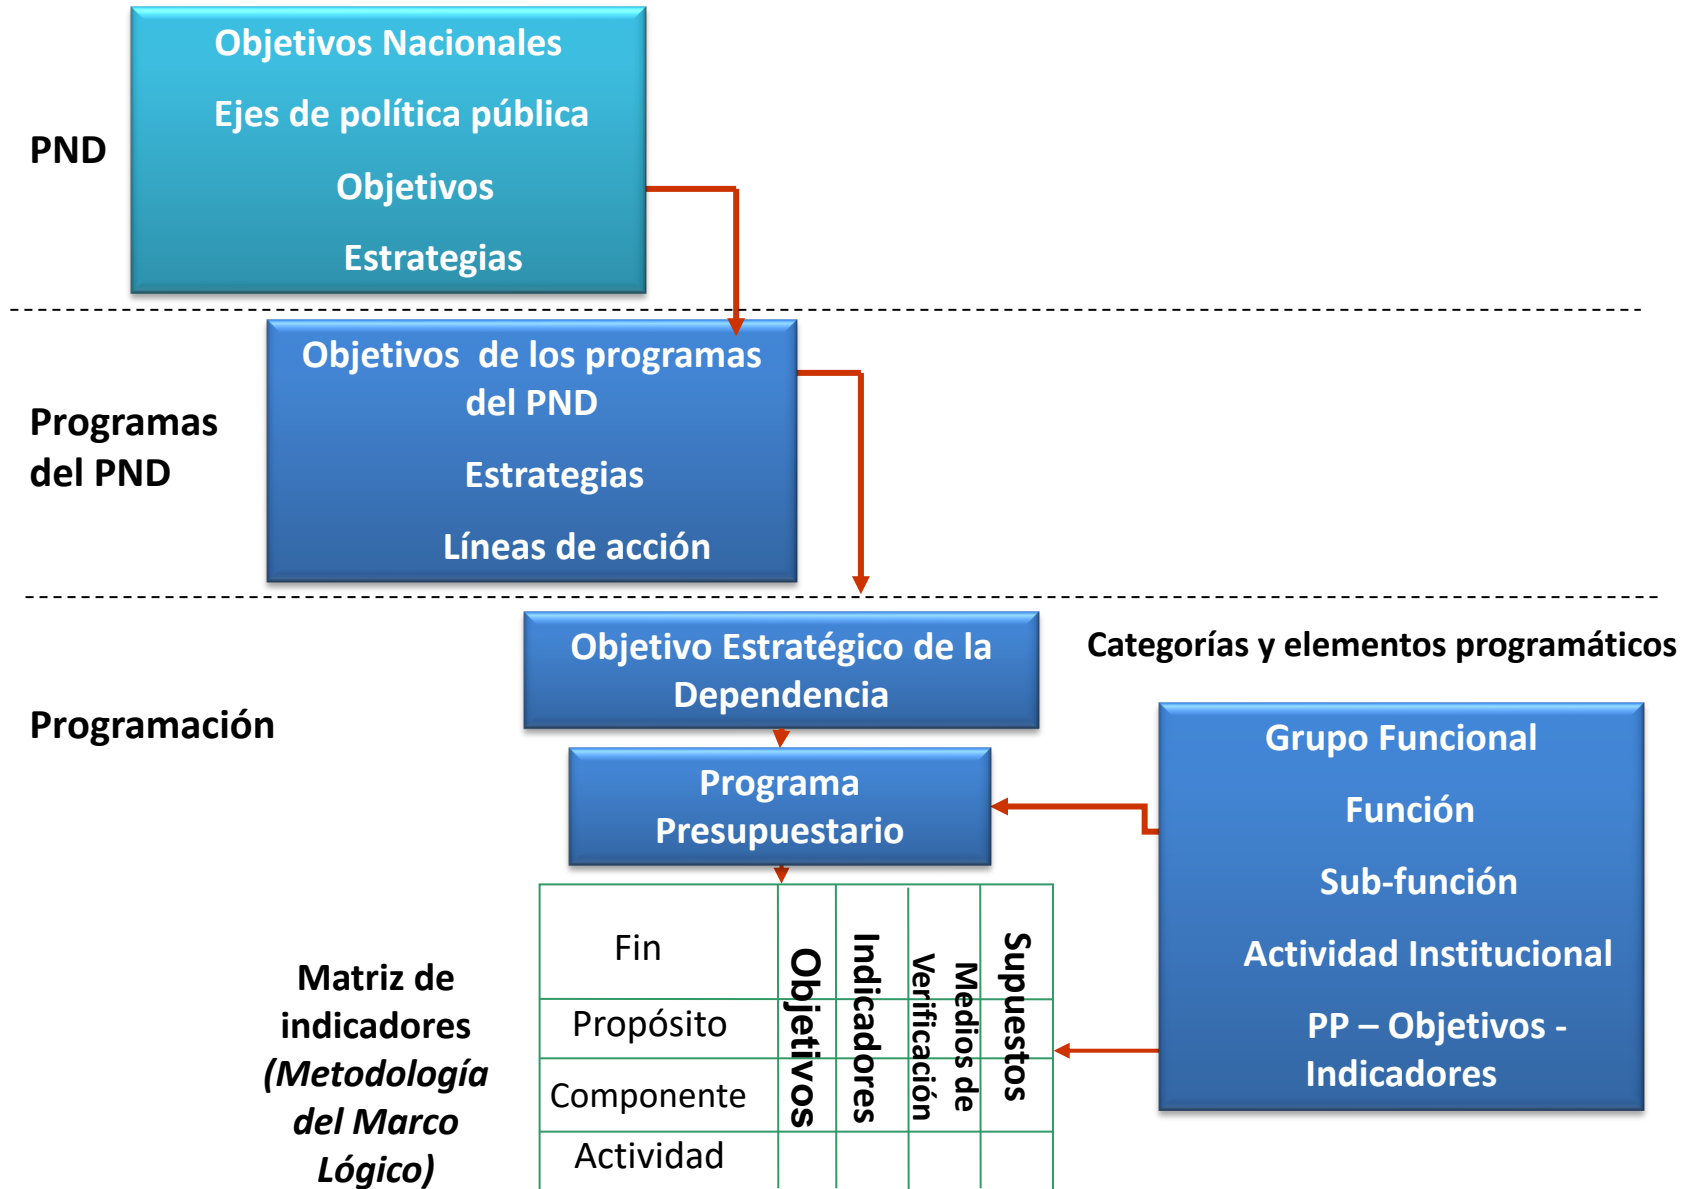 Objetivos Nacionales
Ejes de política pública
PND
Objetivos
Estrategias
Objetivos de los programas
del PND
Programas
del PND
Estrategias
Líneas de acción
Objetivo Estratégico de la
Dependencia
Categorías y elementos programáticos
Programación
Programa
Presupuestario
Grupo Funcional
Función
Sub-función
Actividad Institucional
PP – Objetivos -
Indicadores
Matriz de
indicadores
(Metodología
del Marco
Lógico)
Fin
Propósito
Componente
Actividad
Objetivos
Indicadores
Medios de
Verificación
Supuestos